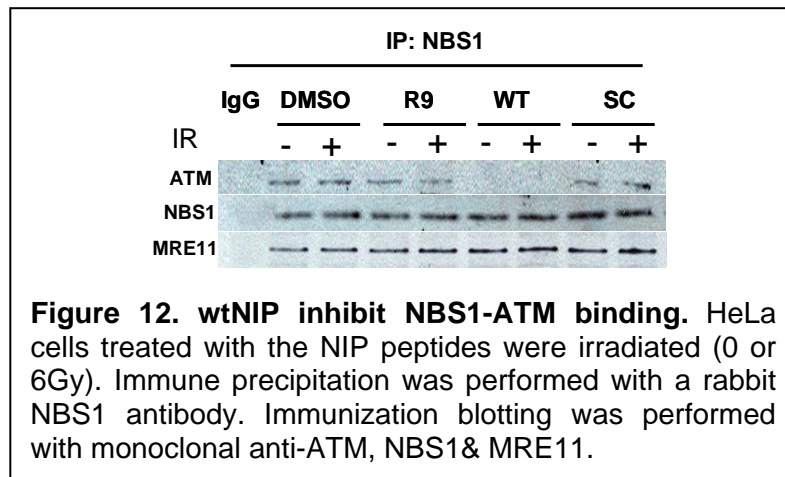 IP: NBS1
IgG DMSO R9 WT SC
IR - + - + - + - +
ATM
NBS1
MRE11
Figure 12. wtNIP inhibit NBS1-ATM binding. HeLa
cells treated with the NIP peptides were irradiated (0 or
6Gy). Immune precipitation was performed with a rabbit
NBS1 antibody. Immunization blotting was performed
with monoclonal anti-ATM, NBS1& MRE11.